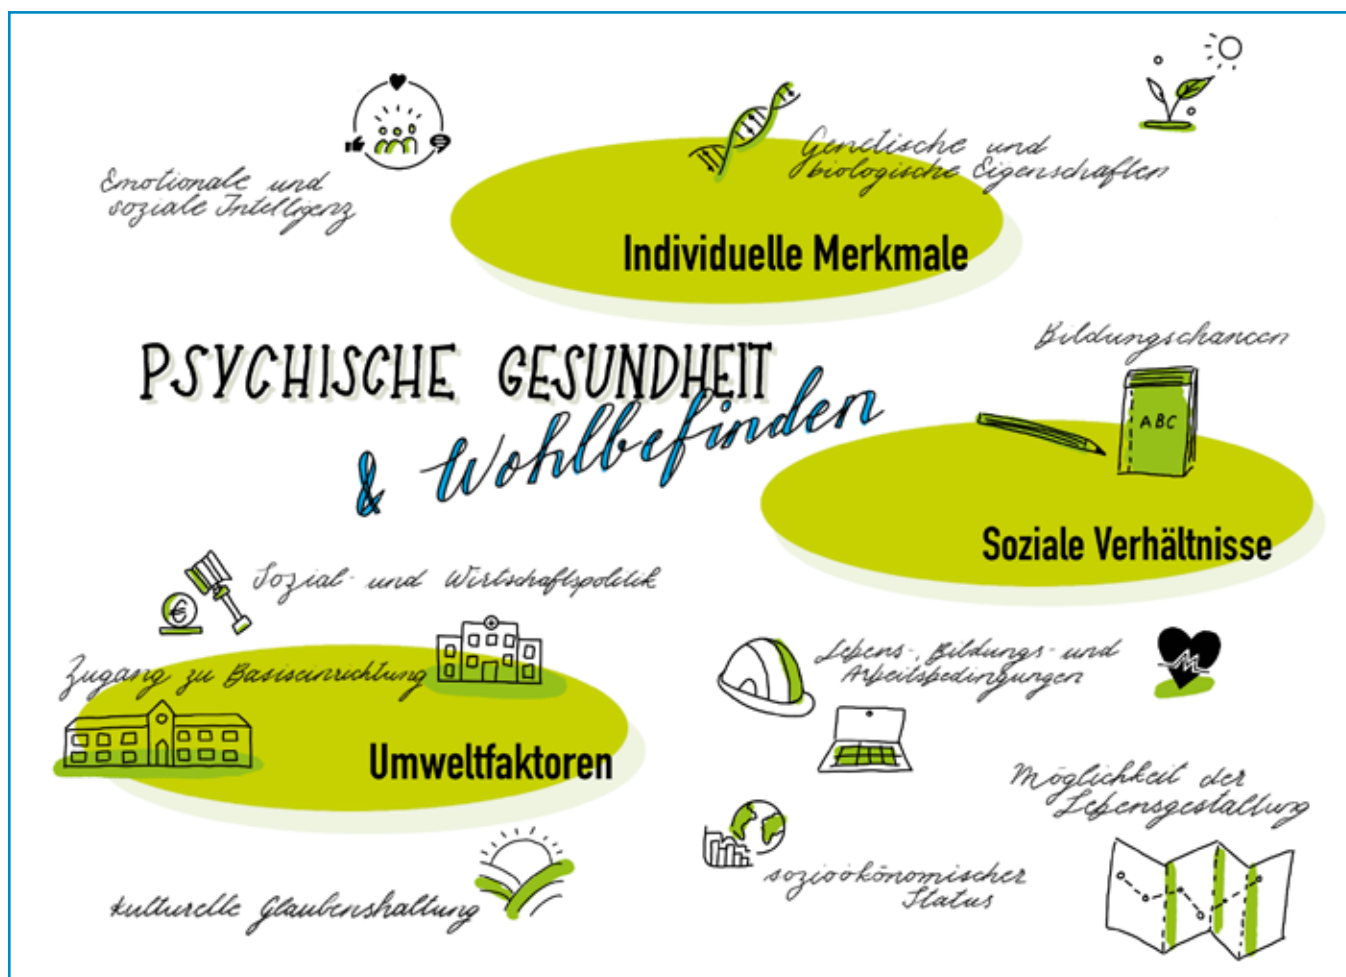 Emotionale und
soziale Intelligenz
Genetische und
biologische Eigenschaften
Individuelle Merkmale
PSYCHISCHE GESUNDHEIT
& Wohlbefinden
Bildungschancen
ABC
Soziale Verhältnisse
Sozial- und Wirtschaftspolitik
€
Zugang zu Basiseinrichtung
Umweltfaktoren
kulturelle Glaubenshaltung
Lebens-, Bildungs- und
Arbeitsbedingungen
Möglichkeit der
Lebensgestaltung
sozioökonomischer
Status